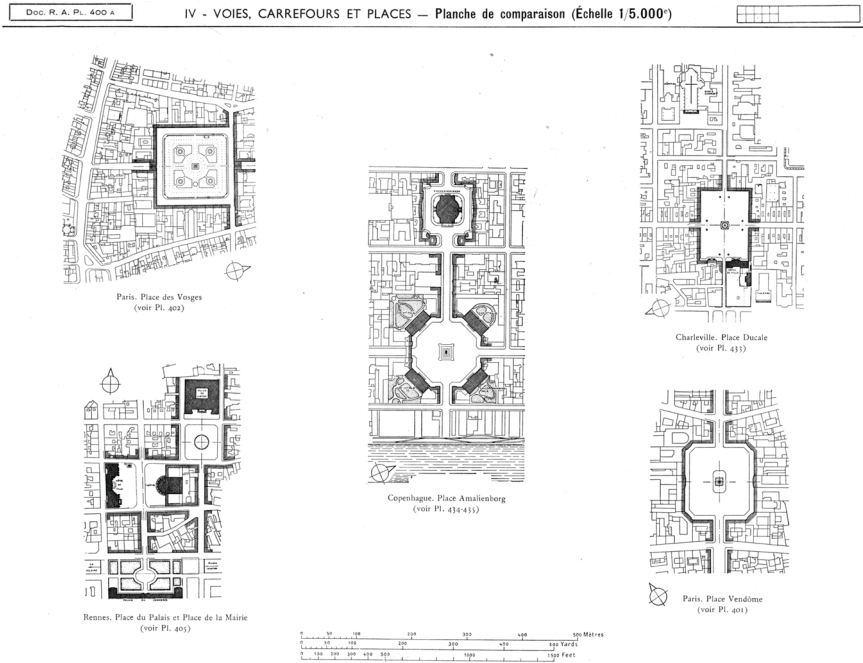 Doc. R. A. Pl. 400 A
IV - VOIES, CARREFOURS ET PLACES — Planche de comparaison (Échelle 1/5.000e)
Paris. Place des Vosges
(voir Pl. 402)
Charleville. Place Ducale
(voir Pl. 433)
Copenhague. Place Amalienborg
(voir Pl. 434-435)
Rennes. Place du Palais et Place de la Mairie
(voir Pl. 405)
Paris. Place Vendôme
(voir Pl. 401)
0 50 100 200 300 400 500 Mètres
0 50 100 200 300 400 600 Yards
0 100 200 300 400 500 1000 1500 Feet